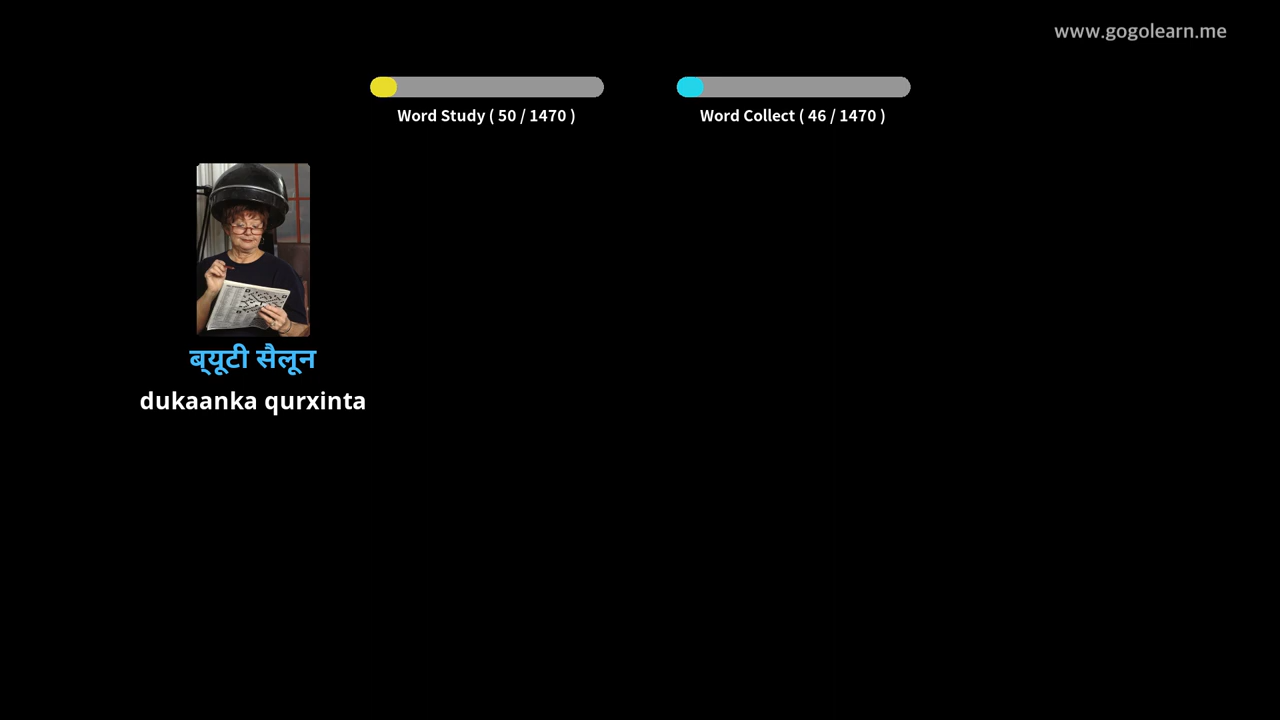 www.gogolearn.me
Word Study ( 50 / 1470 )
Word Collect ( 46 / 1470 )
ब्यूटी सैलून
dukaanka qurxinta